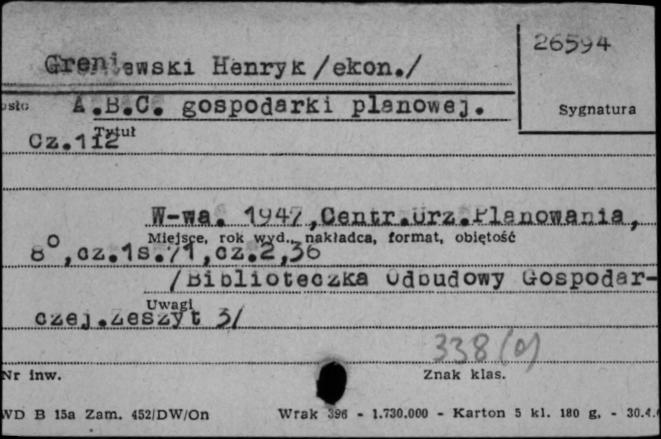 26594
Greniewski Henryk /ekon./
A.B.C. gospodarki planowej.
Sygnatura
Tytuł
Cz.1i2
W-wa. 1947,Centr.Urz.Planowania,
Miejsce, rok wyd., nakładca, format, objętość
8°,cz.1s.71,cz.2,36
/Biblioteczka Odbudowy Gospodar-
Uwagi
czej.Zeszyt 3/
338(0)
Nr inw.
Znak klas.
WD B 15a Zam. 452/DW/On Wrak 396 - 1.730.000 - Karton 5 kl. 180 g. - 30.4.